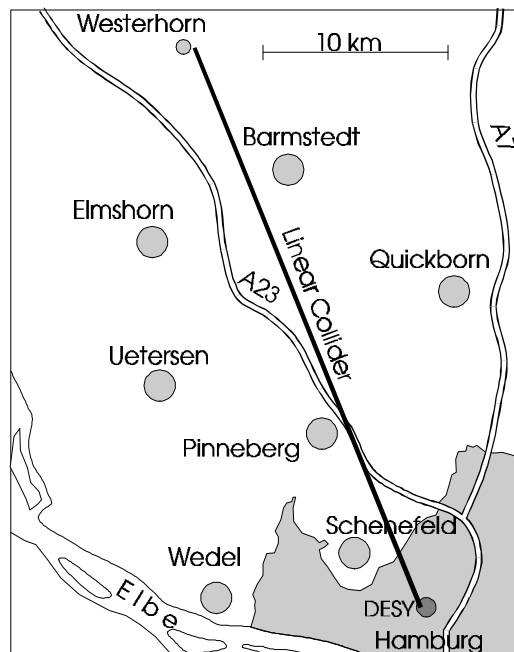 Westerhorn
10 km
Barmstedt
Elmshorn
Linear Collider
Quickborn
A23
Uetersen
Pinneberg
Schenefeld
Wedel
Elbe
DESY
Hamburg